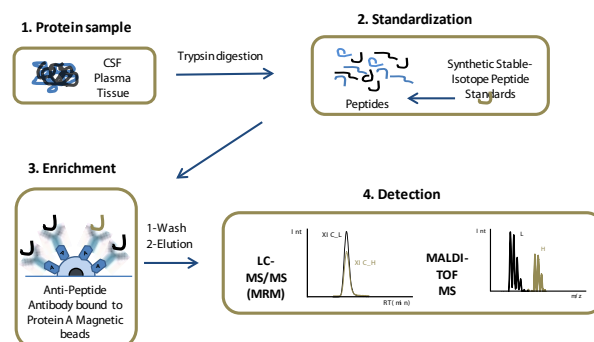 1. Protein sample
CSF
Plasma
Tissue
Trypsin digestion
2. Standardization
Peptides
Synthetic Stable-
Isotope Peptide
Standards
3. Enrichment
A
A
A
A
Anti-Peptide
Antibody bound to
Protein A Magnetic
beads
1-Wash
2-Elution
4. Detection
LC-
MS/MS
(MRM)
Int
XIC_L
XIC_H
RT(min)
MALDI-
TOF
MS
Int
L
H
m/z